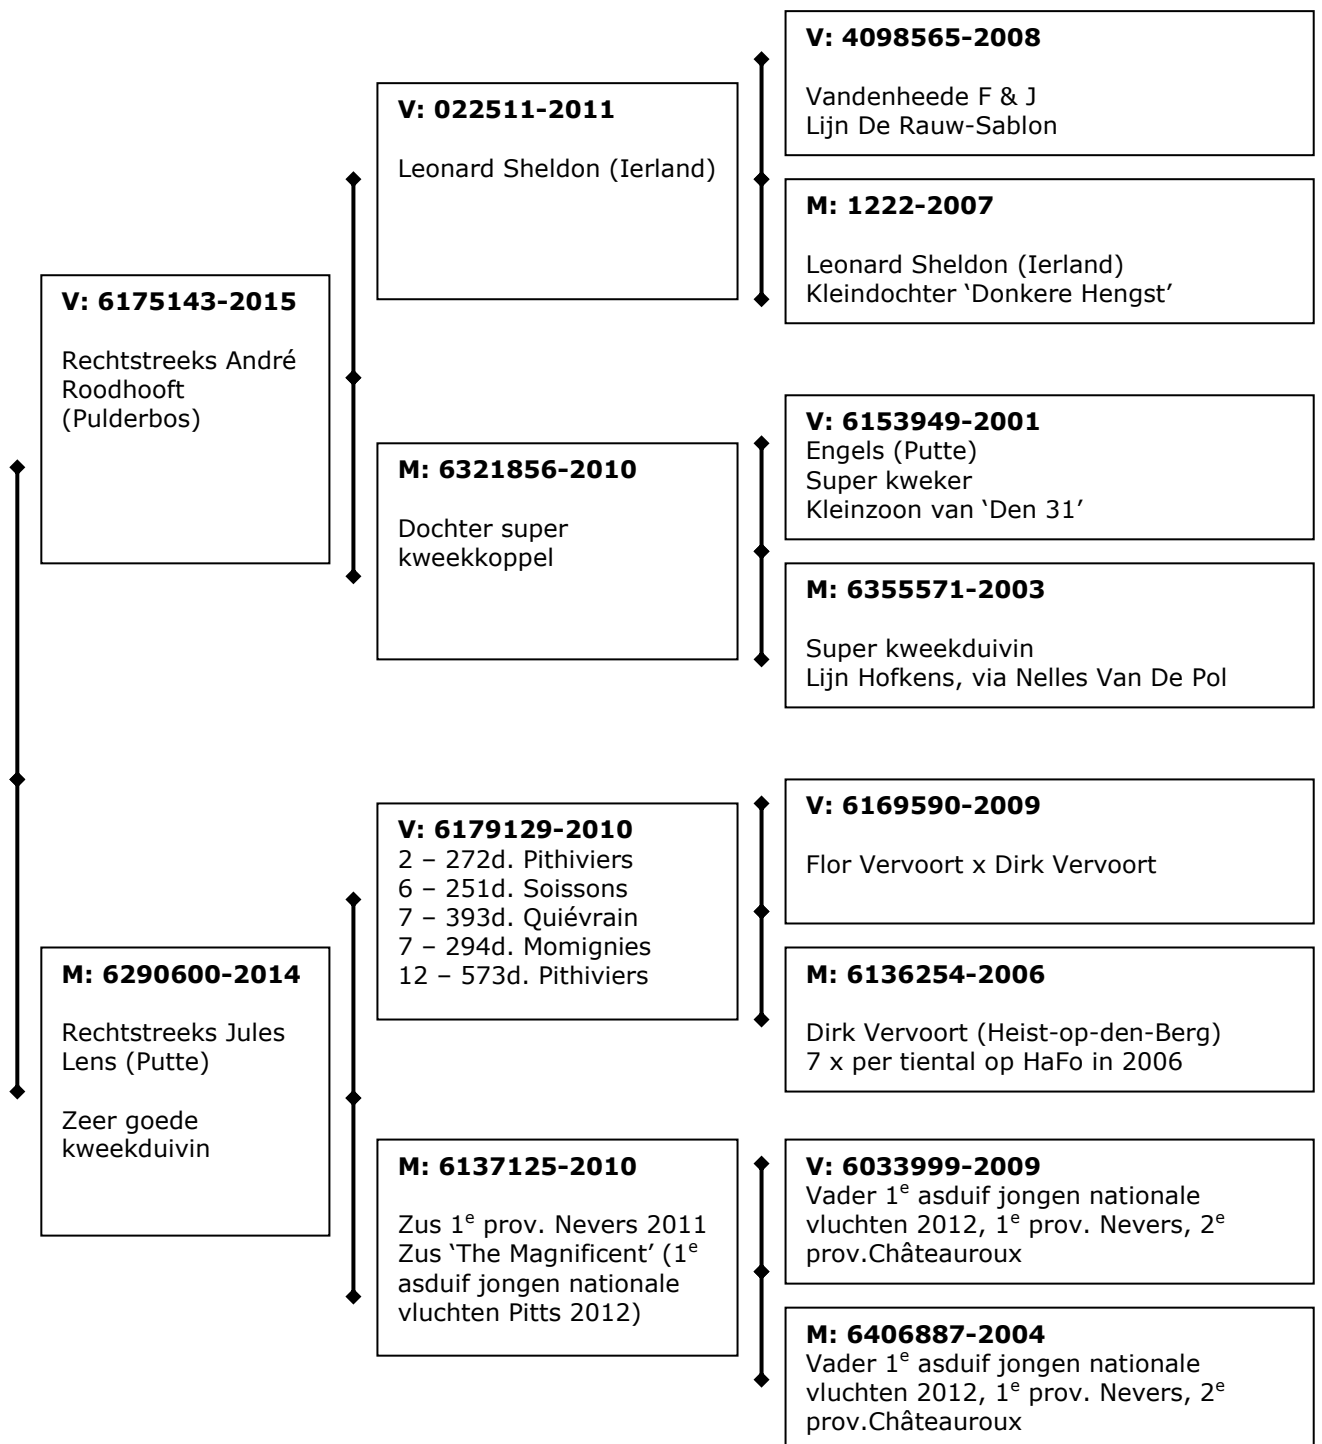 V: 6175143-2015
Rechtstreeks André
Roodhooft
(Pulderbos)
M: 6290600-2014
Rechtstreeks Jules
Lens (Putte)
Zeer goede
kweekduivin
V: 022511-2011
Leonard Sheldon (Ierland)
M: 6321856-2010
Dochter super
kweekkoppel
V: 6179129-2010
2 – 272d. Pithiviers
6 – 251d. Soissons
7 – 393d. Quiévrain
7 – 294d. Momignies
12 – 573d. Pithiviers
M: 6137125-2010
Zus 1e prov. Nevers 2011
Zus ‘The Magnificent’ (1e
asduif jongen nationale
vluchten Pitts 2012)
V: 4098565-2008
Vandenheede F & J
Lijn De Rauw-Sablon
M: 1222-2007
Leonard Sheldon (Ierland)
Kleindochter ‘Donkere Hengst’
V: 6153949-2001
Engels (Putte)
Super kweker
Kleinzoon van ‘Den 31’
M: 6355571-2003
Super kweekduivin
Lijn Hofkens, via Nelles Van De Pol
V: 6169590-2009
Flor Vervoort x Dirk Vervoort
M: 6136254-2006
Dirk Vervoort (Heist-op-den-Berg)
7 x per tiental op HaFo in 2006
V: 6033999-2009
Vader 1e asduif jongen nationale
vluchten 2012, 1e prov. Nevers, 2e
prov.Châteauroux
M: 6406887-2004
Vader 1e asduif jongen nationale
vluchten 2012, 1e prov. Nevers, 2e
prov.Châteauroux